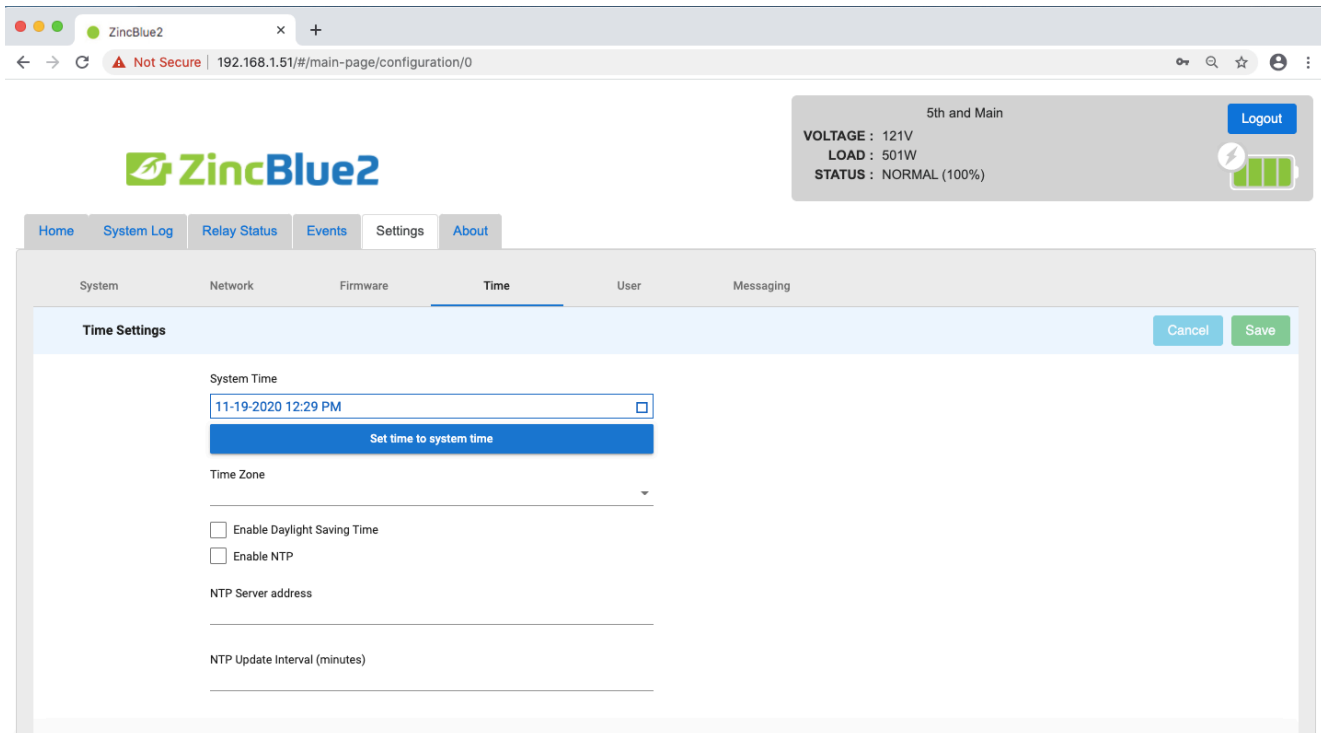 ZincBlue2
Not Secure 192.168.1.51/#/main-page/configuration/0
5th and Main
Logout
VOLTAGE : 121V
LOAD : 501W
STATUS : NORMAL (100%)
ZincBlue2
Home System Log Relay Status Events Settings About
System Network Firmware Time User Messaging
Time Settings Cancel Save
System Time
11-19-2020 12:29 PM
Set time to system time
Time Zone
Enable Daylight Saving Time
Enable NTP
NTP Server address
NTP Update Interval (minutes)